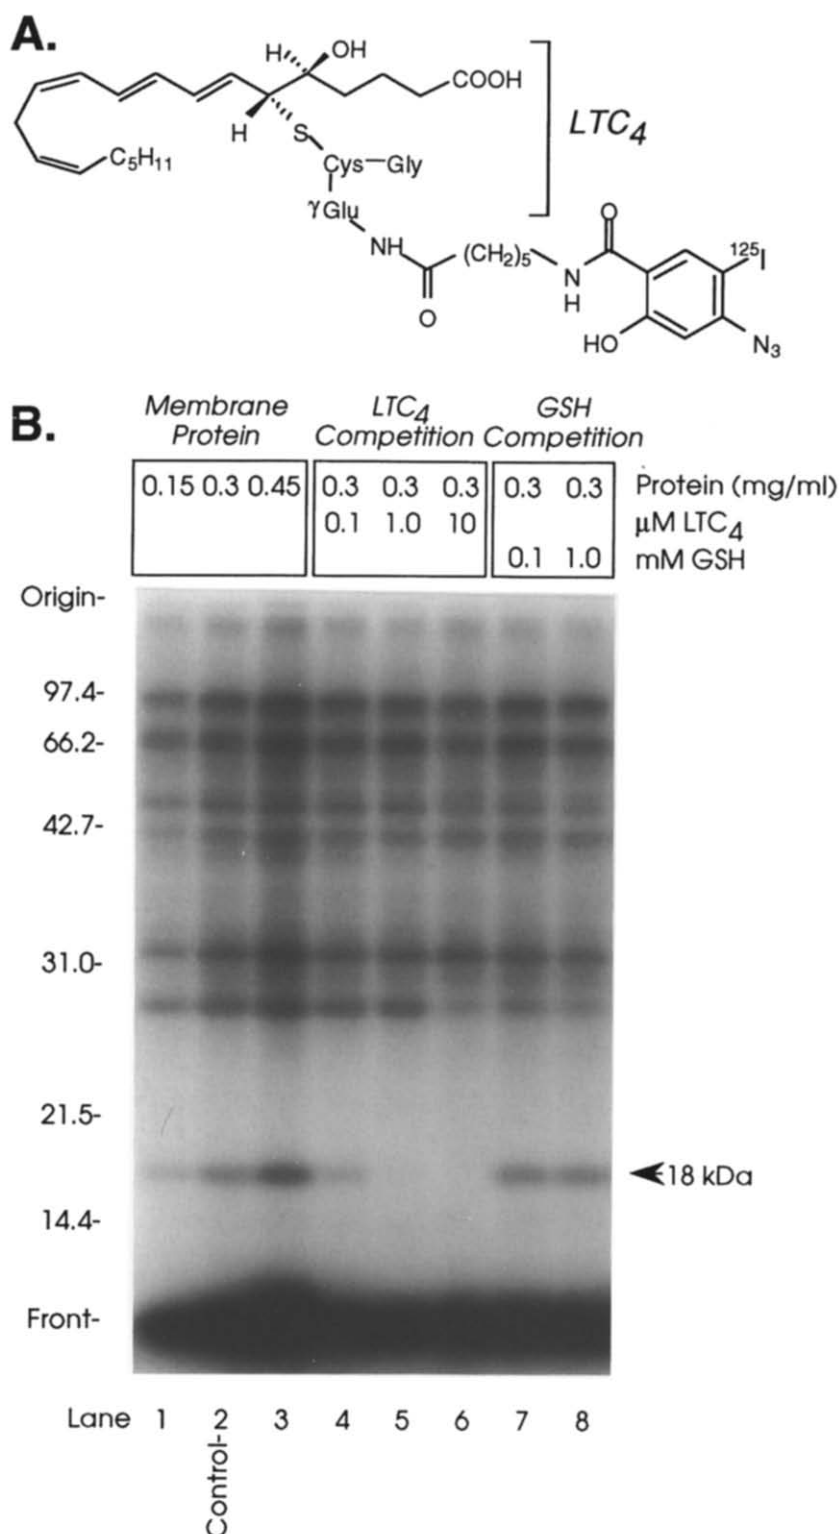 A.
H OH
COOH
H S
C5H11
LTC4
Cys—Gly
γGlu
NH
(CH2)5
O
N
H
O
125I
HO
N3
B.
Membrane Protein
LTC4 Competition
GSH Competition
0.15 0.3 0.45 0.3 0.3 0.3 0.3 0.3 Protein (mg/ml)
0.1 1.0 10 μM LTC4
0.1 1.0 mM GSH
Origin-
97.4-
66.2-
42.7-
31.0-
21.5-
18 kDa
14.4-
Front-
Lane 1 2 3 4 5 6 7 8
Control-